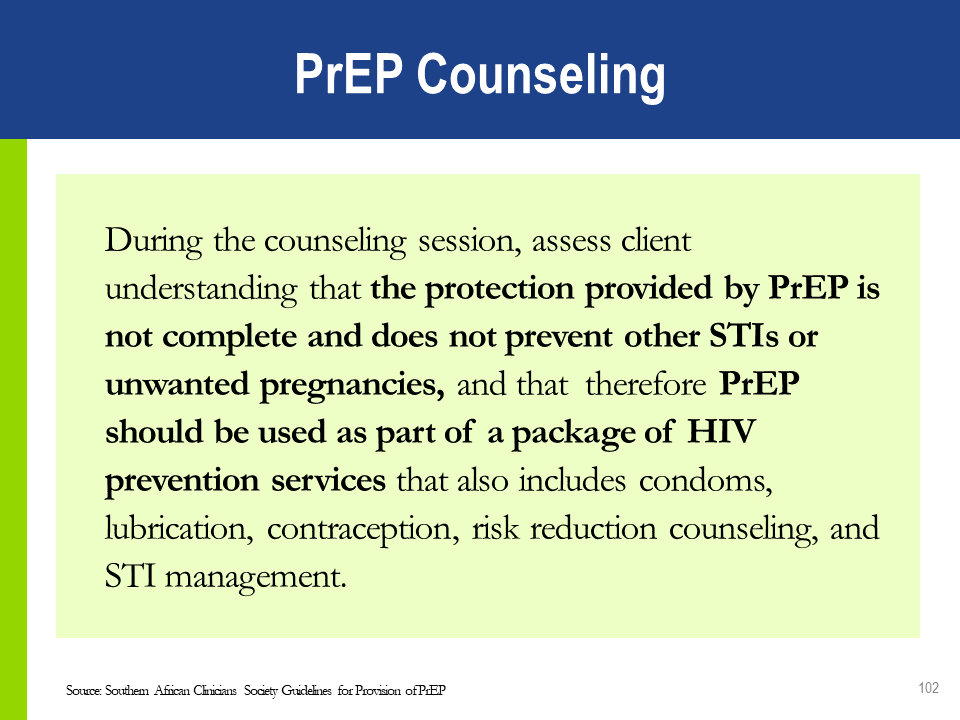 PrEP Counseling
During the counseling session, assess client
understanding that the protection provided by PrEP is
not complete and does not prevent other STIs or
unwanted pregnancies, and that therefore PrEP
should be used as part of a package of HIV
prevention services that also includes condoms,
lubrication, contraception, risk reduction counseling, and
STI management.
Source: Southern African Clinicians Society Guidelines for Provision of PrEP
102